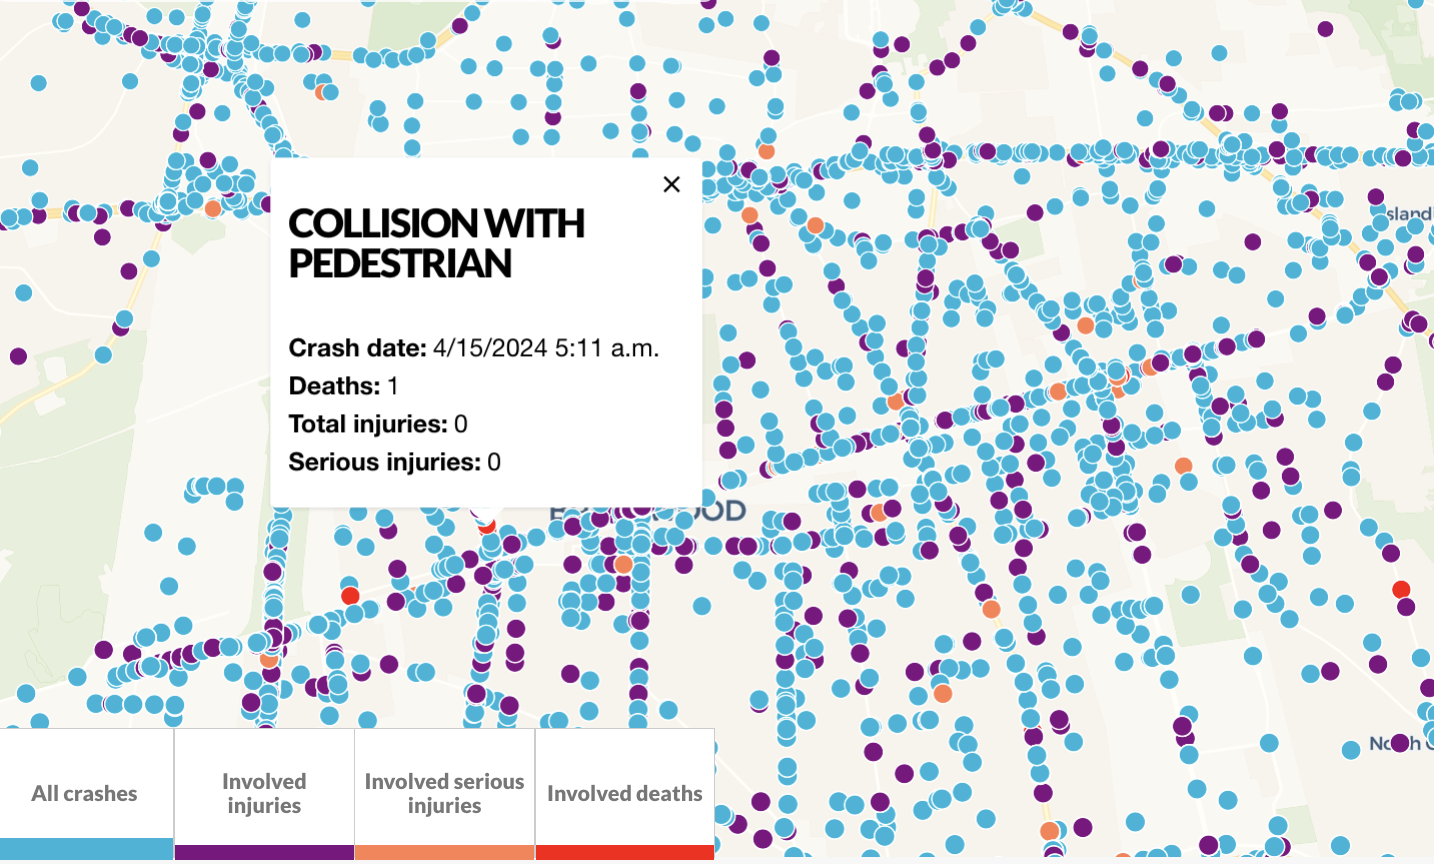 COLLISION WITH
PEDESTRIAN
Crash date: 4/15/2024 5:11 a.m.
Deaths: 1
Total injuries: 0
Serious injuries: 0
All crashes
Involved
injuries
Involved serious
injuries
Involved deaths